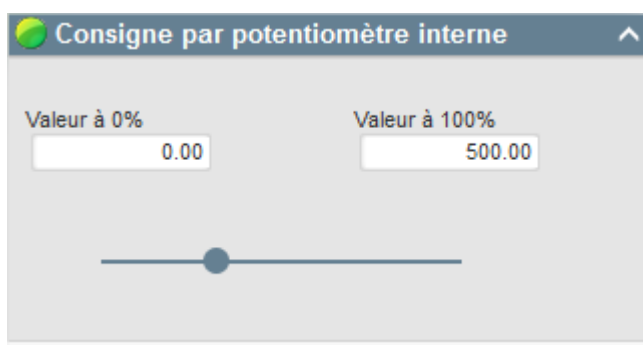 Consigne par potentiomètre interne
Valeur à 0% Valeur à 100%
0.00 500.00